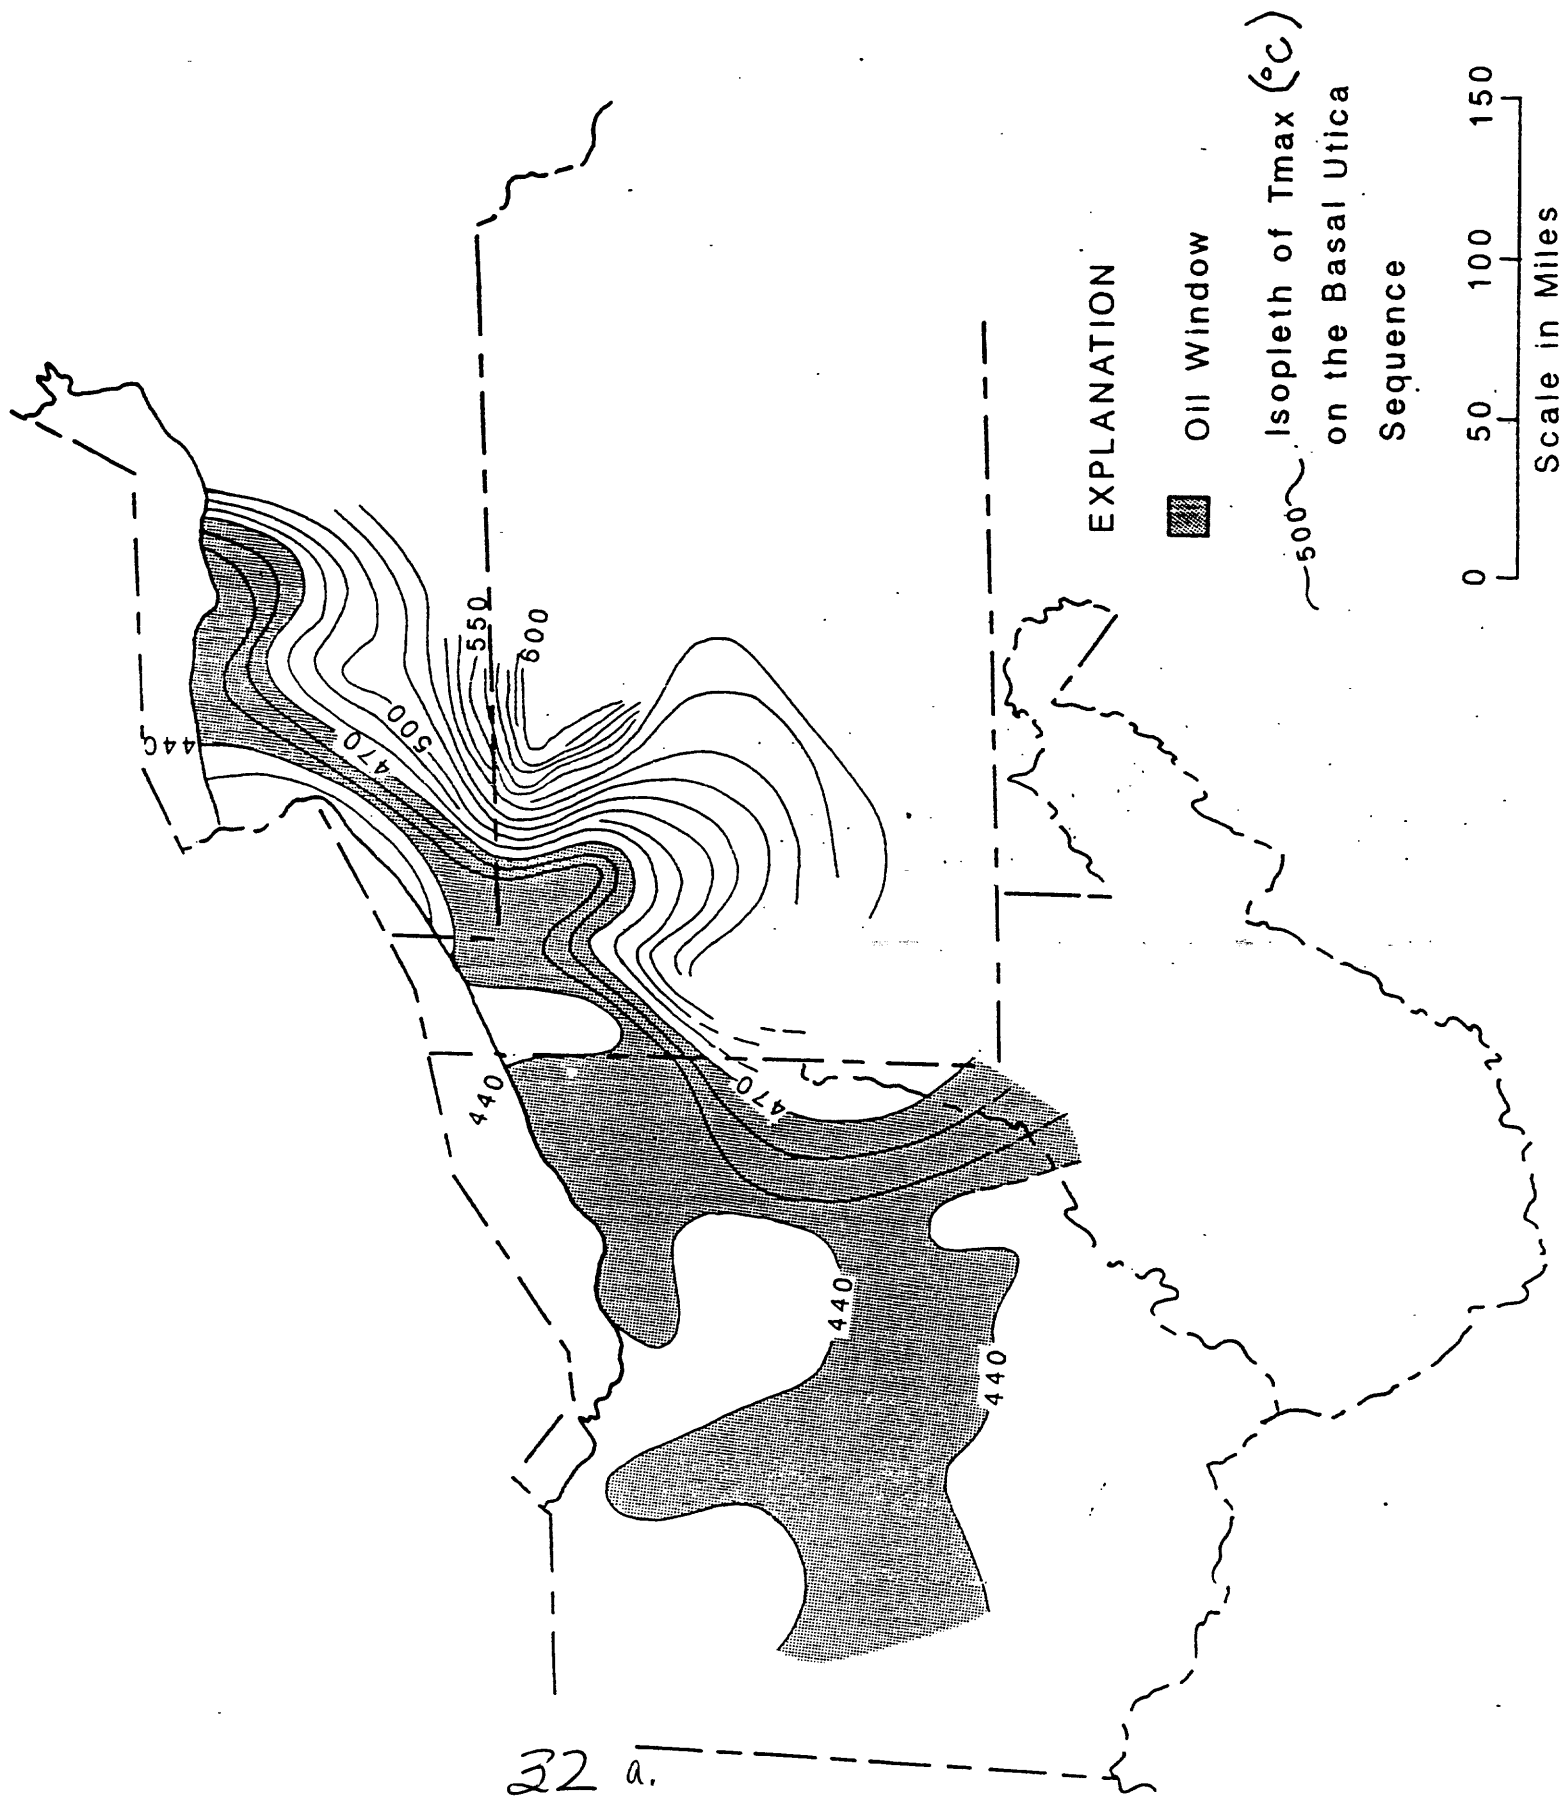 440
470
500
550
600
440
470
440
440
EXPLANATION
Oil Window
500 Isopleth of Tmax (°C)
on the Basal Utica
Sequence
0 50 100 150
Scale in Miles
32 a.